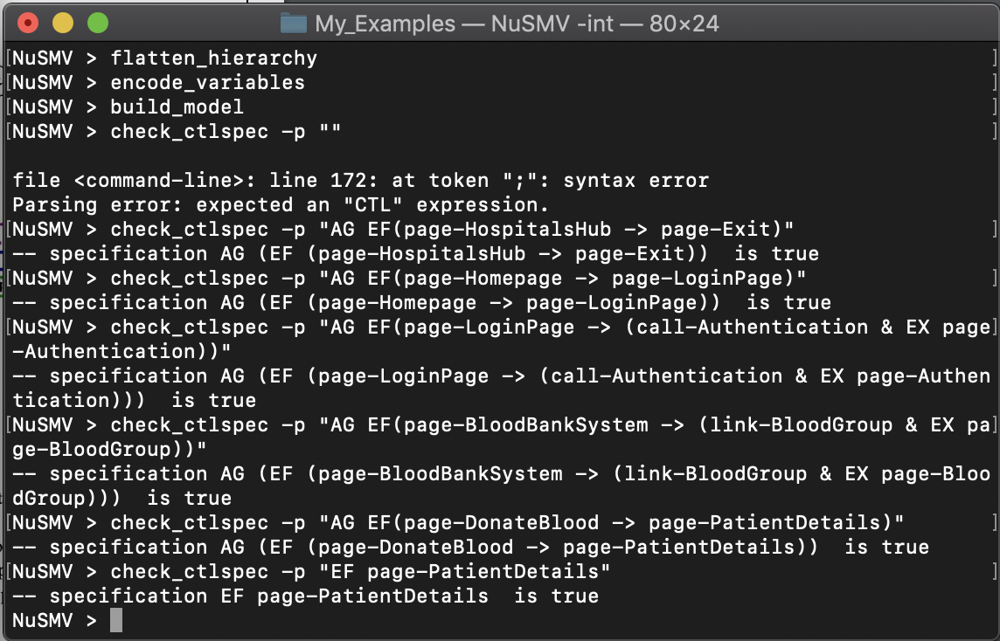 My_Examples — NuSMV -int — 80×24
[NuSMV > flatten_hierarchy ]
[NuSMV > encode_variables ]
[NuSMV > build_model ]
[NuSMV > check_ctlspec -p "" ]
file <command-line>: line 172: at token ";": syntax error
Parsing error: expected an "CTL" expression.
[NuSMV > check_ctlspec -p "AG EF(page-HospitalsHub -> page-Exit)" ]
-- specification AG (EF (page-HospitalsHub -> page-Exit))  is true
[NuSMV > check_ctlspec -p "AG EF(page-Homepage -> page-LoginPage)" ]
-- specification AG (EF (page-Homepage -> page-LoginPage))  is true
[NuSMV > check_ctlspec -p "AG EF(page-LoginPage -> (call-Authentication & EX page]
-Authentication))"
-- specification AG (EF (page-LoginPage -> (call-Authentication & EX page-Authen
tication)))  is true
[NuSMV > check_ctlspec -p "AG EF(page-BloodBankSystem -> (link-BloodGroup & EX pa]
ge-BloodGroup))"
-- specification AG (EF (page-BloodBankSystem -> (link-BloodGroup & EX page-Bloo
dGroup)))  is true
[NuSMV > check_ctlspec -p "AG EF(page-DonateBlood -> page-PatientDetails)" ]
-- specification AG (EF (page-DonateBlood -> page-PatientDetails))  is true
[NuSMV > check_ctlspec -p "EF page-PatientDetails" ]
-- specification EF page-PatientDetails  is true
NuSMV >